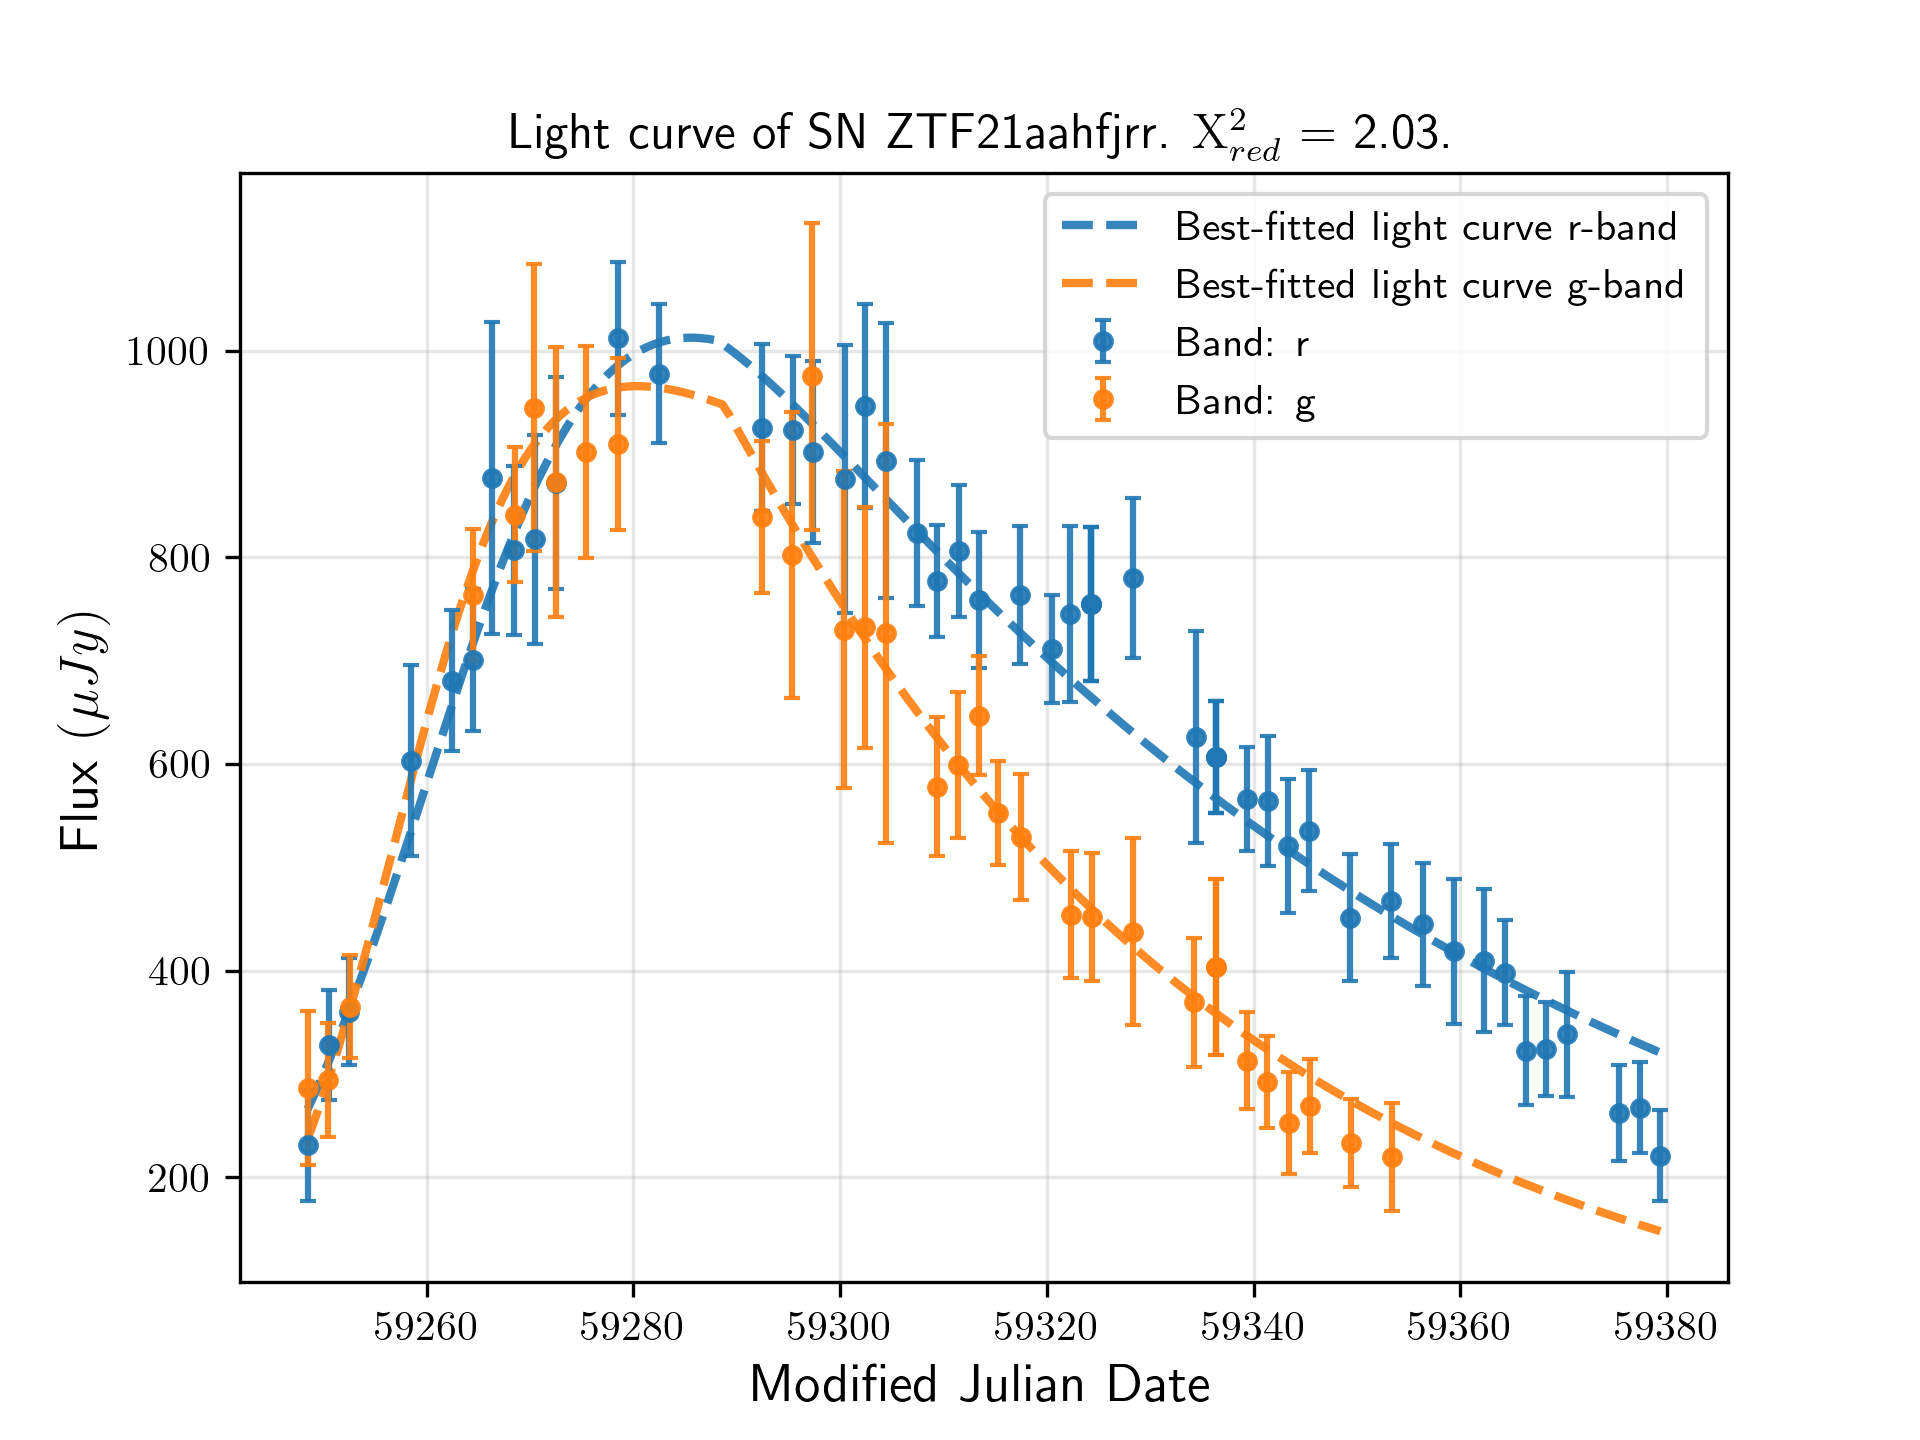 Light curve of SN ZTF21aahfjrr. X²_red = 2.03.
Best-fitted light curve r-band
Best-fitted light curve g-band
Band: r
Band: g
Flux (μJy)
1000
800
600
400
200
59260 59280 59300 59320 59340 59360 59380
Modified Julian Date